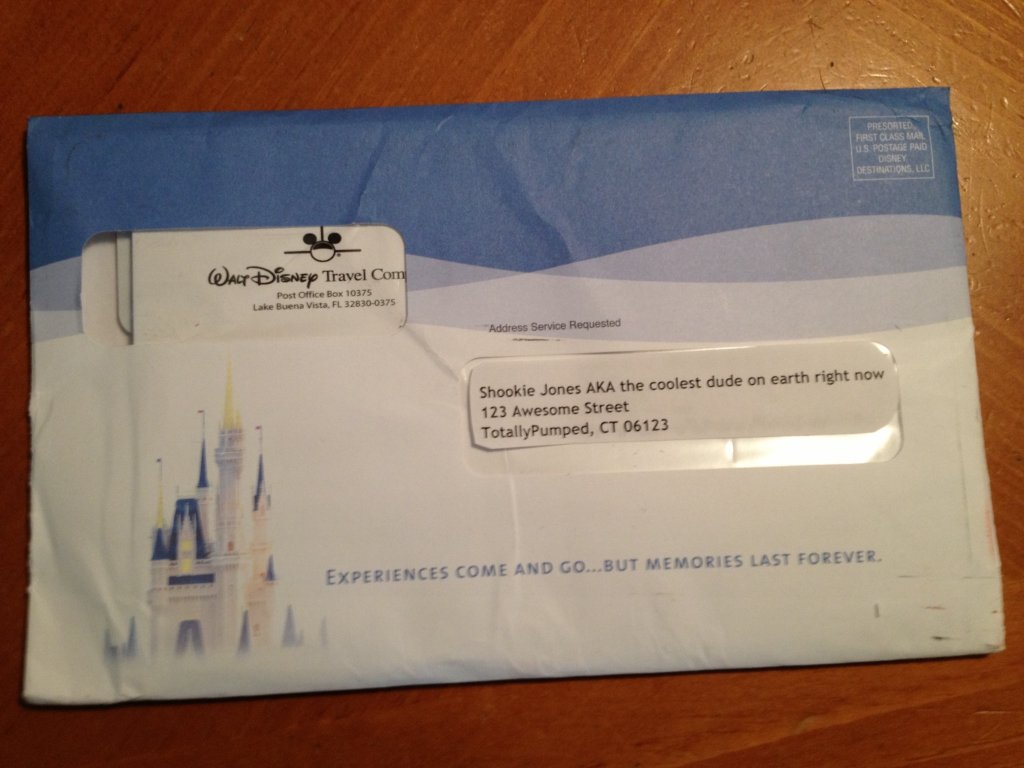 PRESORTED
FIRST CLASS MAIL
U.S. POSTAGE PAID
DISNEY
DESTINATIONS, LLC
WALT DISNEY Travel Com
Post Office Box 10375
Lake Buena Vista, FL 32830-0375
Address Service Requested
Shookie Jones AKA the coolest dude on earth right now
123 Awesome Street
TotallyPumped, CT 06123
EXPERIENCES COME AND GO...BUT MEMORIES LAST FOREVER.